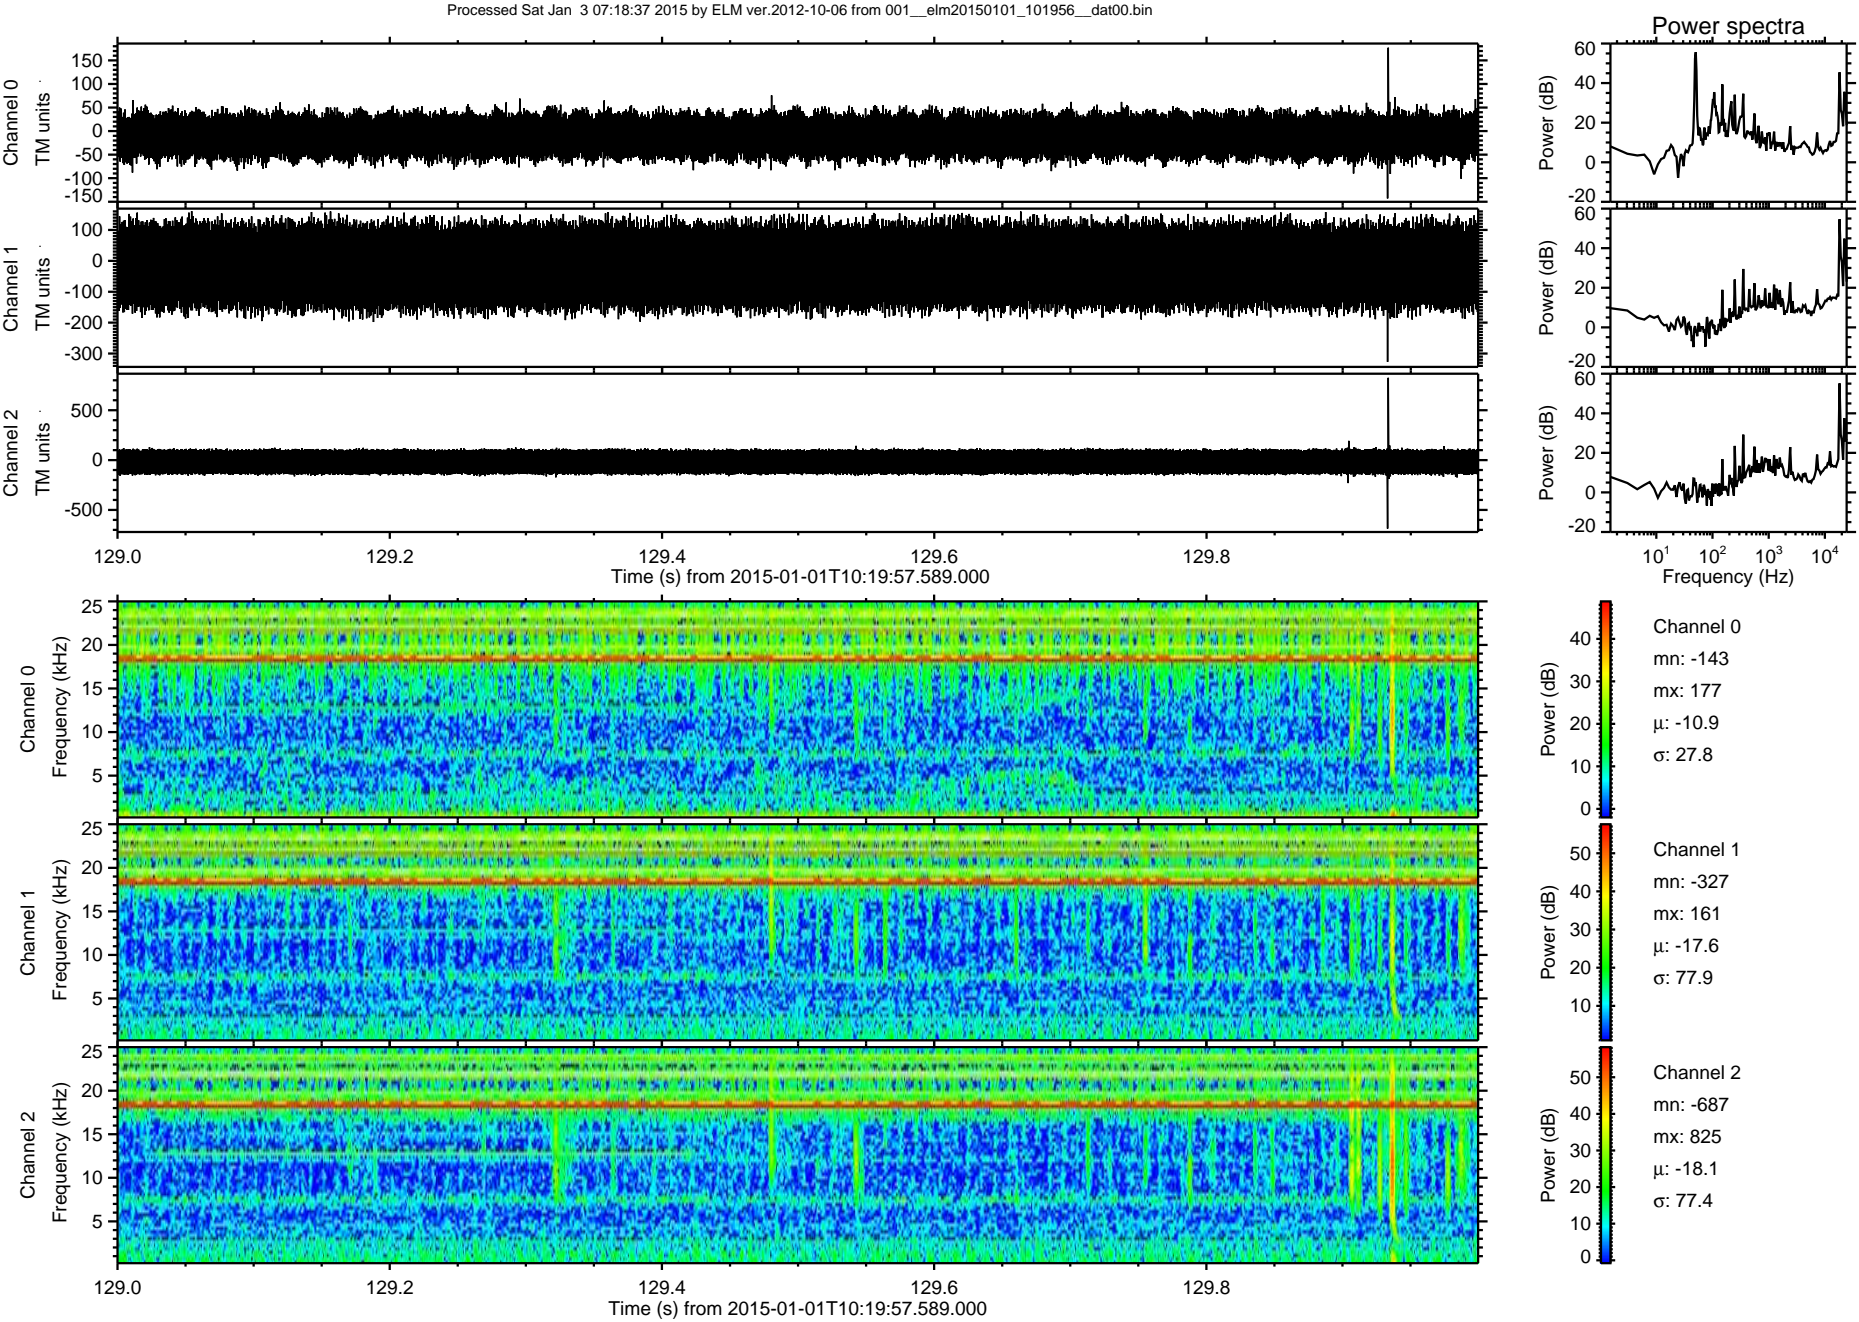 Processed Sat Jan  3 07:18:37 2015 by ELM ver.2012-10-06 from 001__elm20150101_101956__dat00.bin
Power spectra
Channel 0
TM units
150
100
50
0
-50
-100
-150
Power (dB)
60
40
20
0
-20
Channel 1
TM units
100
0
-100
-200
-300
Power (dB)
60
40
20
0
-20
Channel 2
TM units
500
0
-500
Power (dB)
60
40
20
0
-20
129.0 129.2 129.4 129.6 129.8
Time (s) from 2015-01-01T10:19:57.589.000
10¹ 10² 10³ 10⁴
Frequency (Hz)
Channel 0
Frequency (kHz)
25
20
15
10
5
Power (dB)
40
30
20
10
0
Channel 0
mn: -143
mx: 177
µ: -10.9
σ: 27.8
Channel 1
Frequency (kHz)
25
20
15
10
5
Power (dB)
50
40
30
20
10
Channel 1
mn: -327
mx: 161
µ: -17.6
σ: 77.9
Channel 2
Frequency (kHz)
25
20
15
10
5
Power (dB)
50
40
30
20
10
0
Channel 2
mn: -687
mx: 825
µ: -18.1
σ: 77.4
129.0 129.2 129.4 129.6 129.8
Time (s) from 2015-01-01T10:19:57.589.000